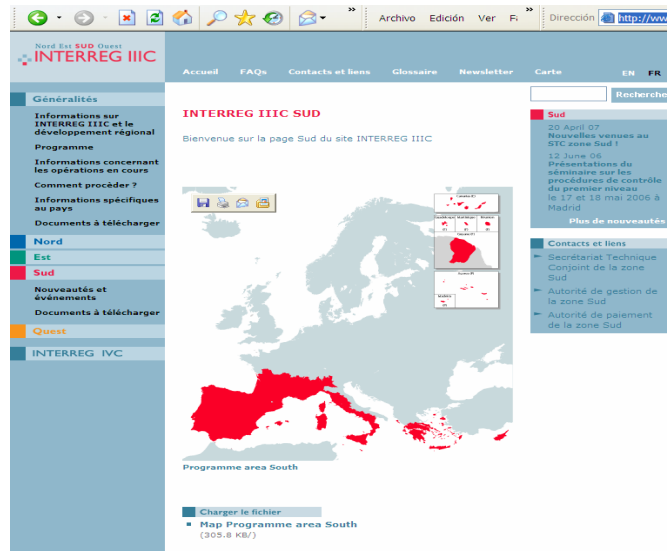 Archivo Edición Ver F
Dirección http://ww
Nord Est SUD Ouest
INTERREG IIIC
Accueil FAQs Contacts et liens Glossaire Newsletter Carte EN FR
Recherche
Généralités
Informations sur
INTERREG IIIC et le
développement régional
Programme
Informations concernant
les opérations en cours
Comment procèder ?
Informations spécifiques
au pays
Documents à télécharger
Nord
Est
Sud
Nouveautés et
événements
Documents à télécharger
Ouest
INTERREG IVC
INTERREG IIIC SUD
Bienvenue sur la page Sud du site INTERREG IIIC
Programme area South
Charger le fichier
Map Programme area South
(305.8 KB/)
Sud
20 April 07
Nouvelles venues au
STC zone Sud !
12 June 06
Présentations du
séminaire sur les
procédures de contrôle
du premier niveau
le 17 et 18 mai 2006 à
Madrid
Plus de nouveautés
Contacts et liens
Secrétariat Technique
Conjoint de la zone
Sud
Autorité de gestion de
la zone Sud
Autorité de paiement
de la zone Sud